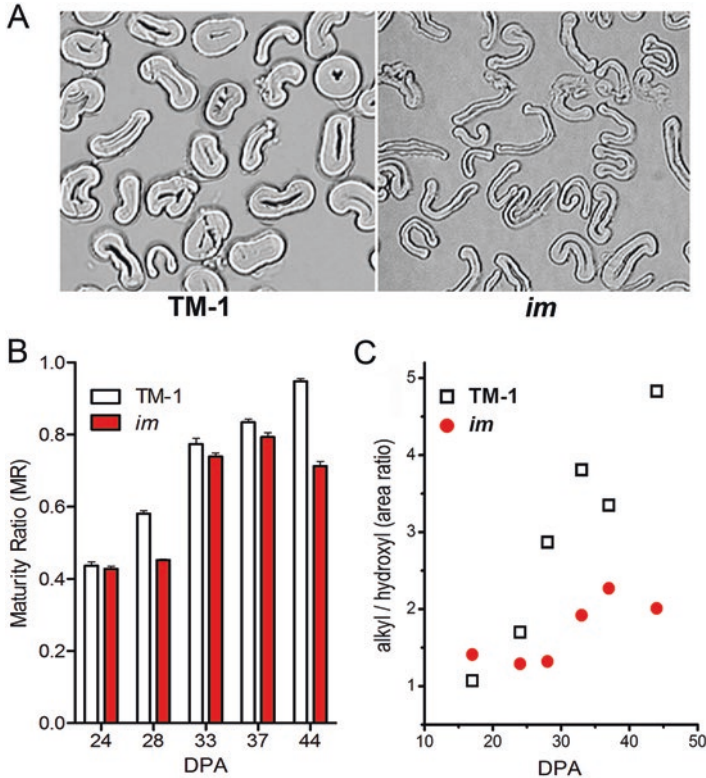 A
TM-1
im
B
Maturity Ratio (MR)
1.0
0.8
0.6
0.4
0.2
0.0
TM-1
im
24
28
33
37
44
DPA
C
alkyl / hydroxyl (area ratio)
5
4
3
2
1
TM-1
im
10
20
30
40
50
DPA